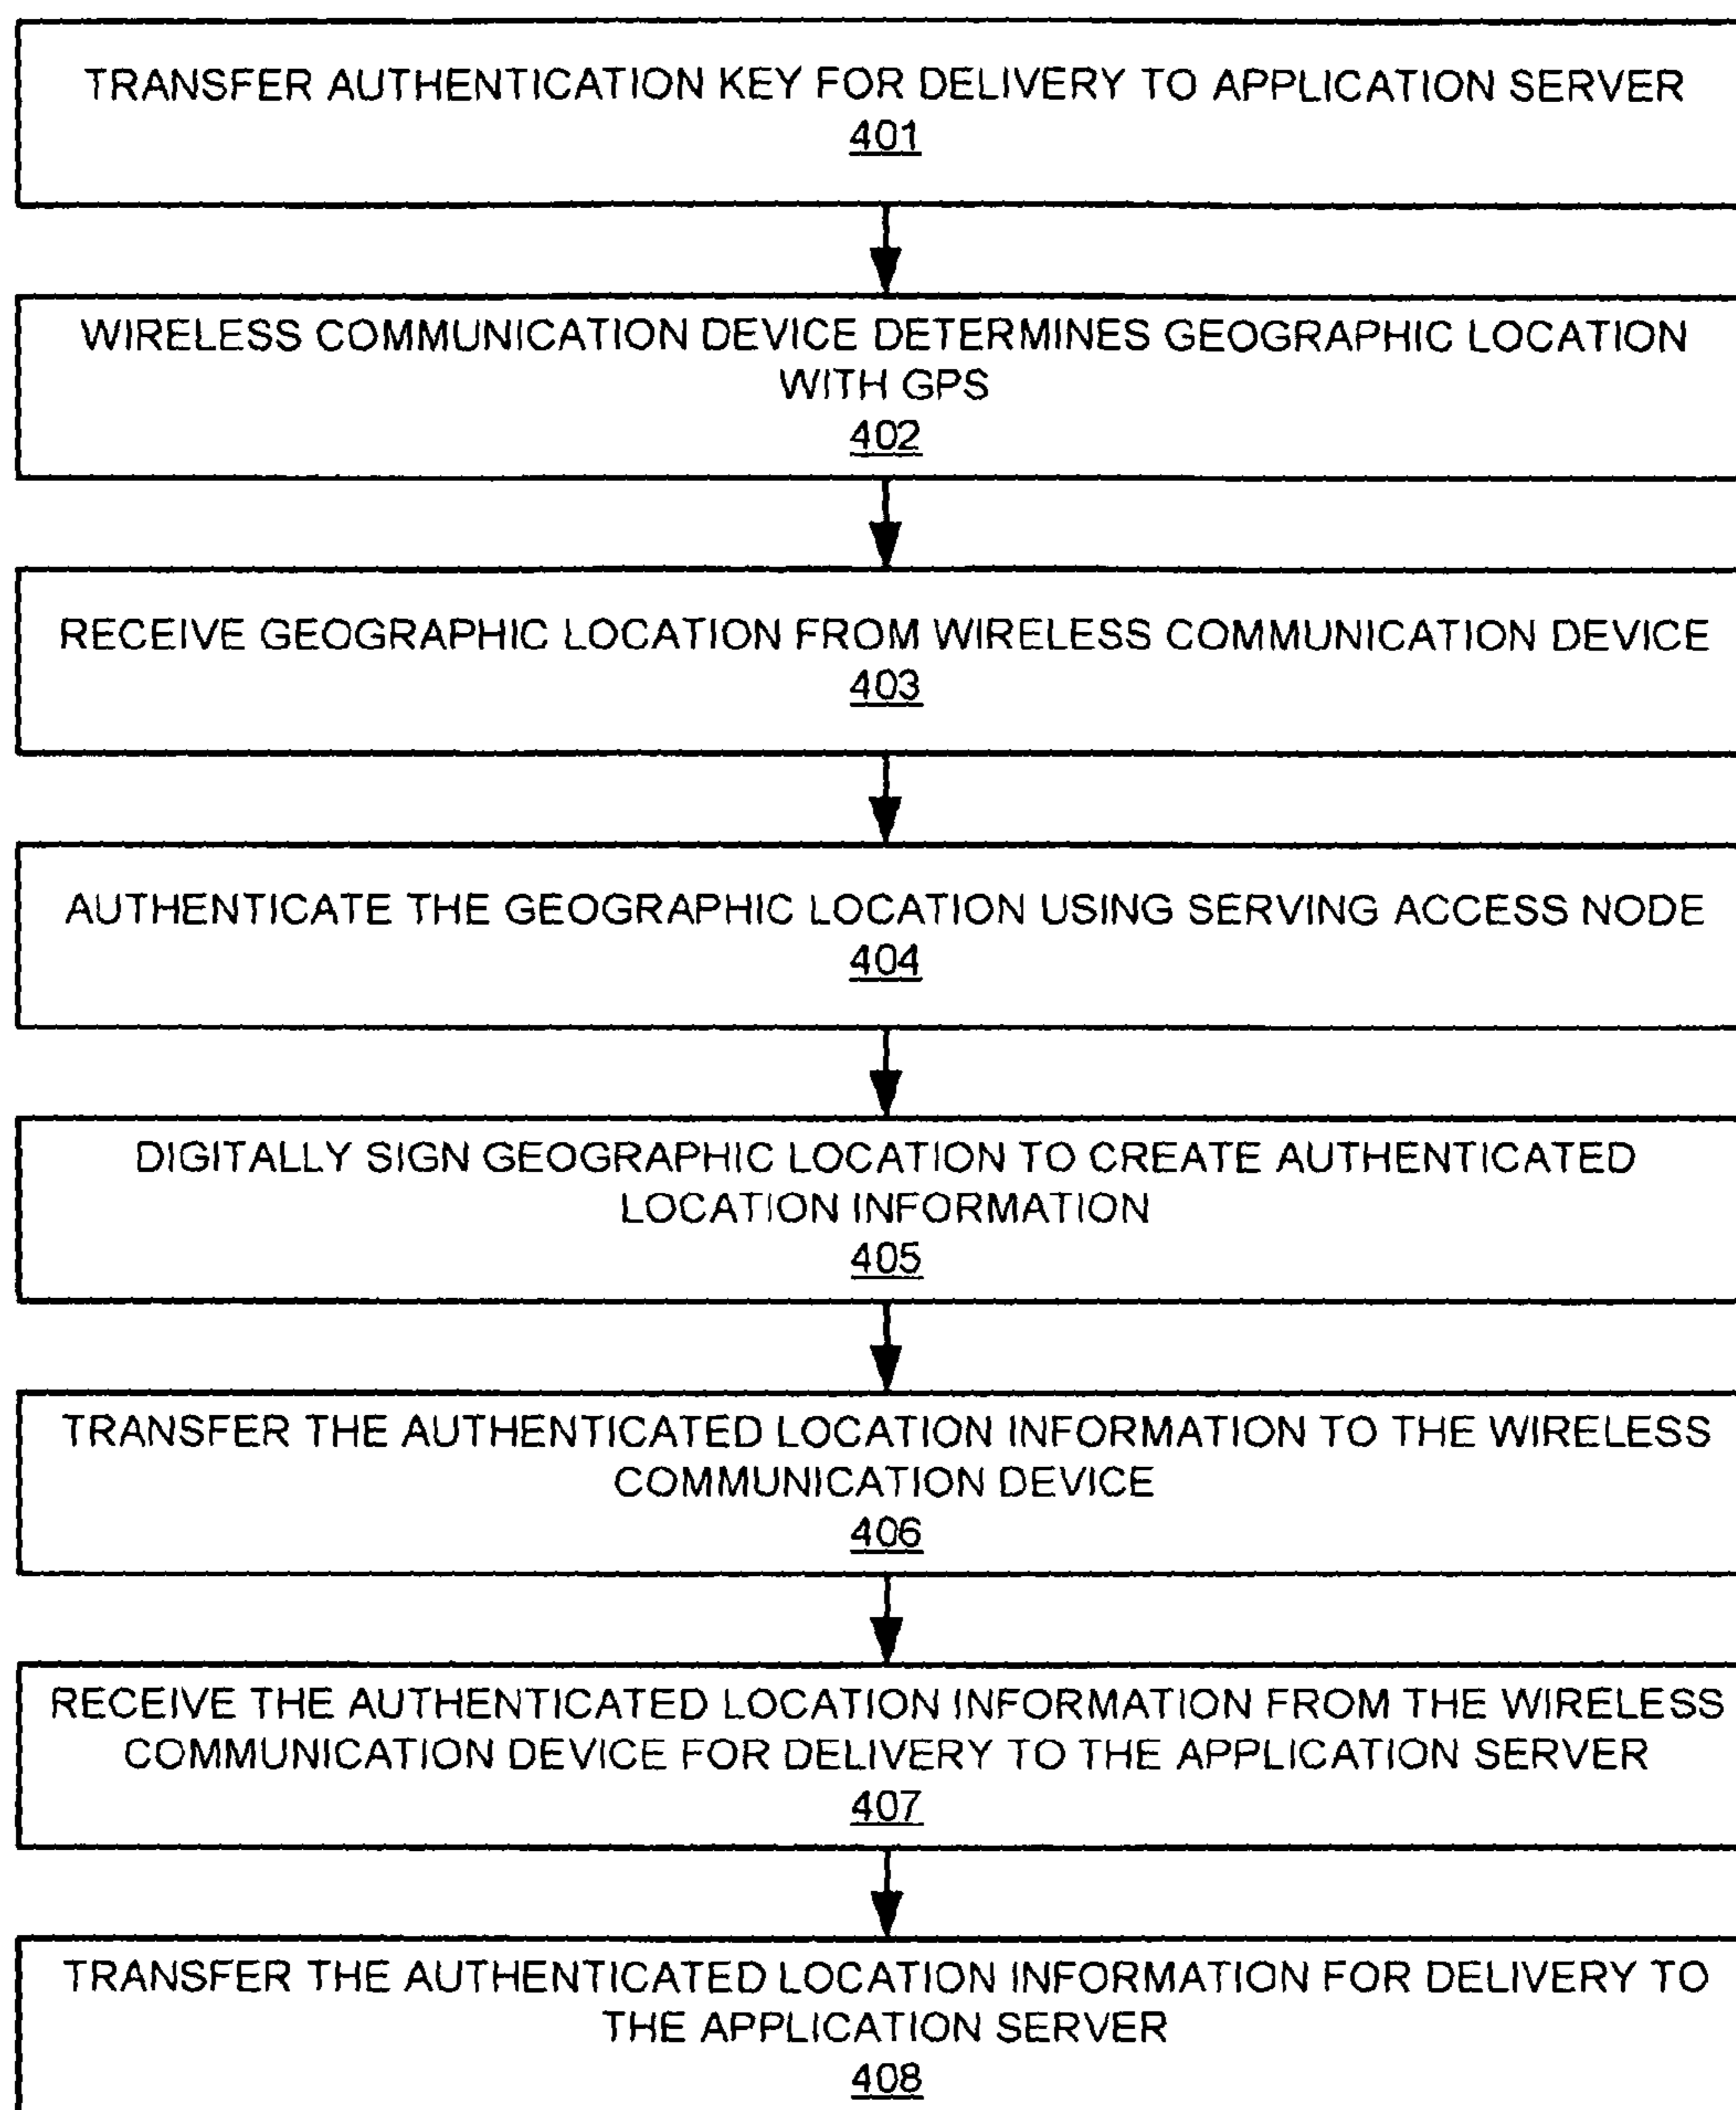 TRANSFER AUTHENTICATION KEY FOR DELIVERY TO APPLICATION SERVER
401
WIRELESS COMMUNICATION DEVICE DETERMINES GEOGRAPHIC LOCATION
WITH GPS
402
RECEIVE GEOGRAPHIC LOCATION FROM WIRELESS COMMUNICATION DEVICE
403
AUTHENTICATE THE GEOGRAPHIC LOCATION USING SERVING ACCESS NODE
404
DIGITALLY SIGN GEOGRAPHIC LOCATION TO CREATE AUTHENTICATED
LOCATION INFORMATION
405
TRANSFER THE AUTHENTICATED LOCATION INFORMATION TO THE WIRELESS
COMMUNICATION DEVICE
406
RECEIVE THE AUTHENTICATED LOCATION INFORMATION FROM THE WIRELESS
COMMUNICATION DEVICE FOR DELIVERY TO THE APPLICATION SERVER
407
TRANSFER THE AUTHENTICATED LOCATION INFORMATION FOR DELIVERY TO
THE APPLICATION SERVER
408